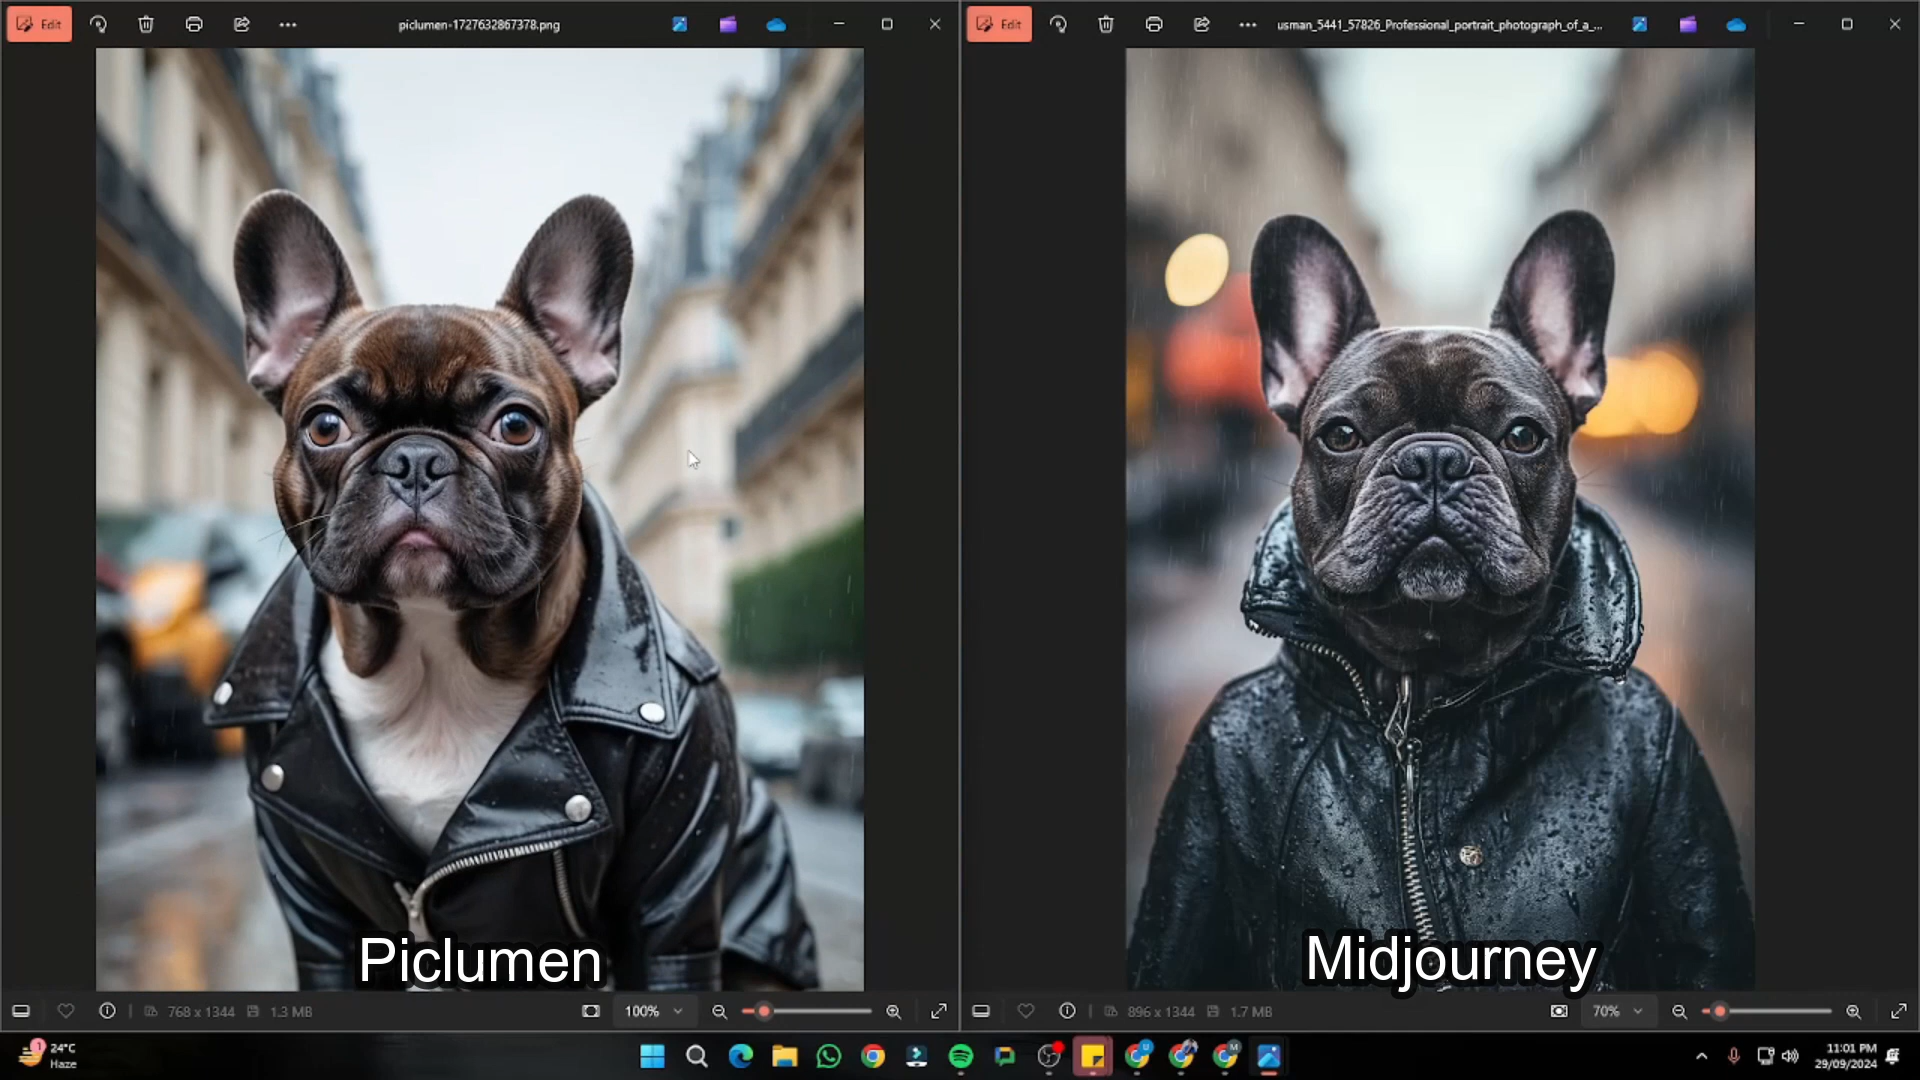 Edit
piclumen-1727632867378.png
Edit
usman_5441_57826_Professional_portrait_photograph_of_a_...
Piclumen
Midjourney
768 x 1344
1.3 MB
100%
896 x 1344
1.7 MB
70%
1
24°C
Haze
U
M
11:01 PM
29/09/2024